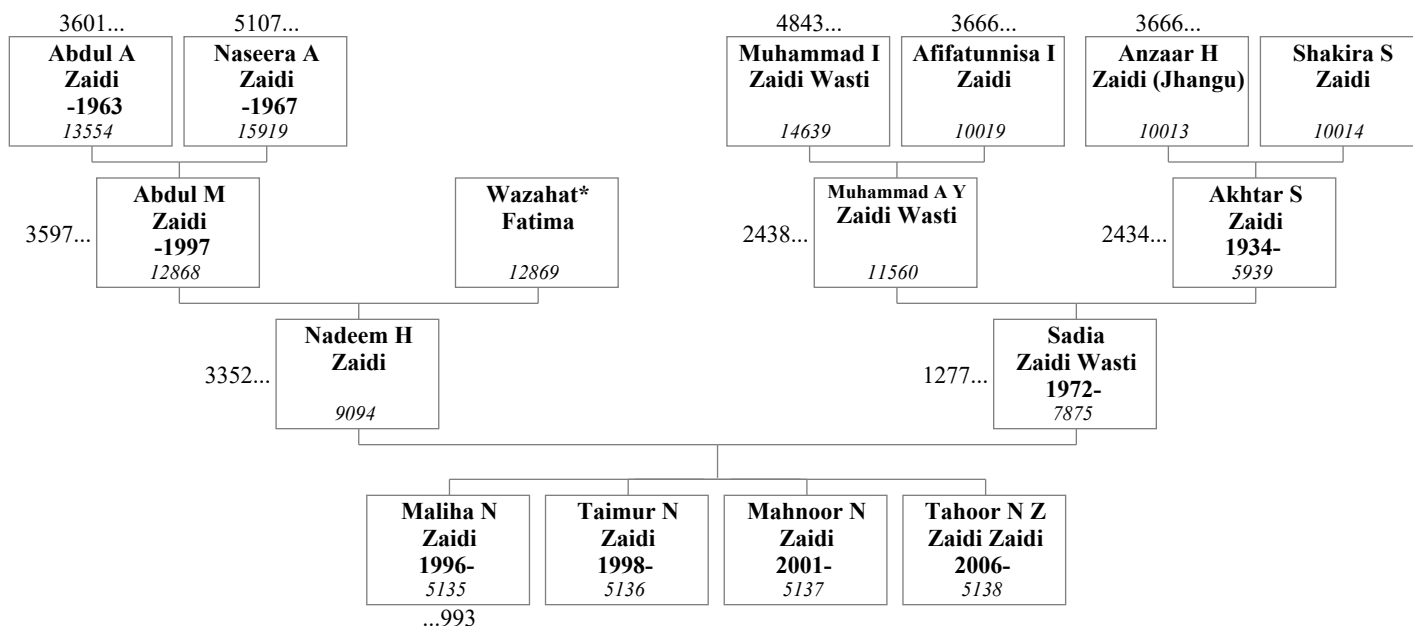 3601...
5107...
4843...
3666...
3666...
Abdul A
Zaidi
-1963
13554
Naseera A
Zaidi
-1967
15919
Muhammad I
Zaidi Wasti
14639
Afifatunnisa I
Zaidi
10019
Anzaar H
Zaidi (Jhangu)
10013
Shakira S
Zaidi
10014
3597...
Abdul M
Zaidi
-1997
12868
Wazahat*
Fatima
12869
2438...
Muhammad A Y
Zaidi Wasti
11560
2434...
Akhtar S
Zaidi
1934-
5939
3352...
Nadeem H
Zaidi
9094
1277...
Sadia
Zaidi Wasti
1972-
7875
Maliha N
Zaidi
1996-
5135
...993
Taimur N
Zaidi
1998-
5136
Mahnoor N
Zaidi
2001-
5137
Tahoor N Z
Zaidi Zaidi
2006-
5138